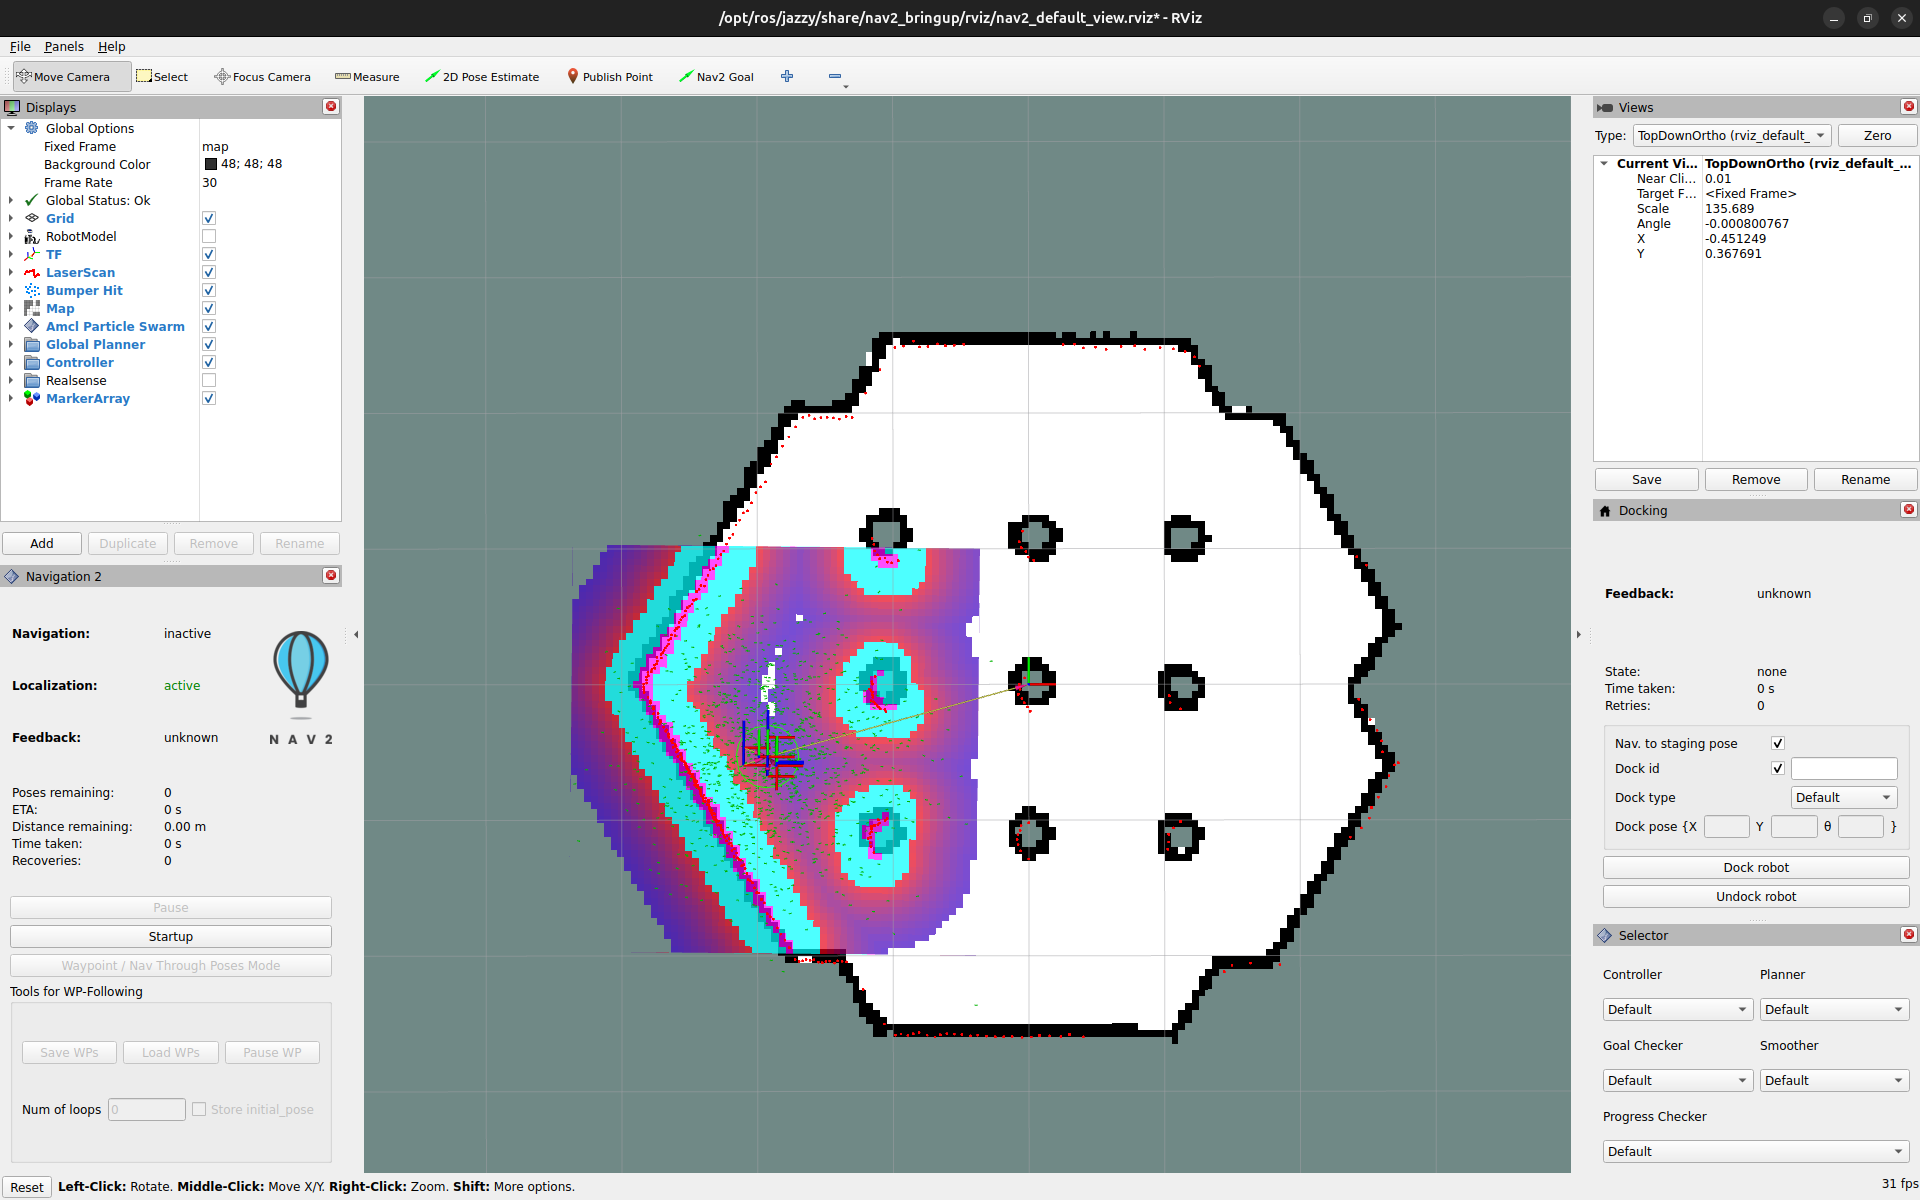 /opt/ros/jazzy/share/nav2_bringup/rviz/nav2_default_view.rviz* - RViz
File Panels Help
Move Camera Select Focus Camera Measure 2D Pose Estimate Publish Point Nav2 Goal
Displays
Global Options
Fixed Frame map
Background Color 48; 48; 48
Frame Rate 30
Global Status: Ok
Grid
RobotModel
TF
LaserScan
Bumper Hit
Map
Amcl Particle Swarm
Global Planner
Controller
Realsense
MarkerArray
Add Duplicate Remove Rename
Navigation 2
Navigation: inactive
Localization: active
Feedback: unknown
NAV2
Poses remaining: 0
ETA: 0 s
Distance remaining: 0.00 m
Time taken: 0 s
Recoveries: 0
Pause
Startup
Waypoint / Nav Through Poses Mode
Tools for WP-Following
Save WPs Load WPs Pause WP
Num of loops 0 Store initial_pose
Reset Left-Click: Rotate. Middle-Click: Move X/Y. Right-Click: Zoom. Shift: More options.
Views
Type: TopDownOrtho (rviz_default_ Zero
Current Vi... TopDownOrtho (rviz_default_...
Near Cli... 0.01
Target F... <Fixed Frame>
Scale 135.689
Angle -0.000800767
X -0.451249
Y 0.367691
Save Remove Rename
Docking
Feedback: unknown
State: none
Time taken: 0 s
Retries: 0
Nav. to staging pose
Dock id
Dock type Default
Dock pose {X Y θ }
Dock robot
Undock robot
Selector
Controller Planner
Default Default
Goal Checker Smoother
Default Default
Progress Checker
Default
31 fps